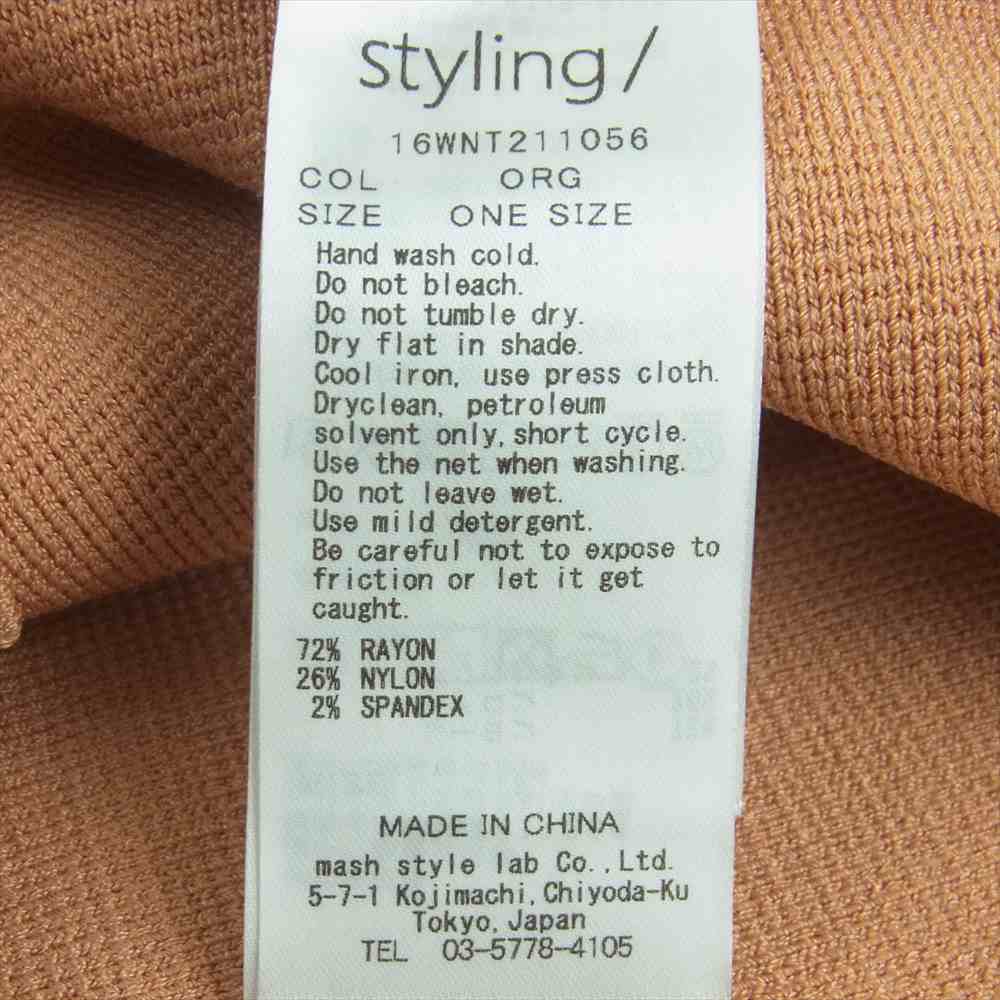 styling/
16WNT211056
COL ORG
SIZE ONE SIZE
Hand wash cold.
Do not bleach.
Do not tumble dry.
Dry flat in shade.
Cool iron, use press cloth.
Dryclean, petroleum
solvent only, short cycle.
Use the net when washing.
Do not leave wet.
Use mild detergent.
Be careful not to expose to
friction or let it get
caught.
72% RAYON
26% NYLON
2% SPANDEX
MADE IN CHINA
mash style lab Co.,Ltd.
5-7-1 Kojimachi, Chiyoda-Ku
Tokyo, Japan
TEL 03-5778-4105